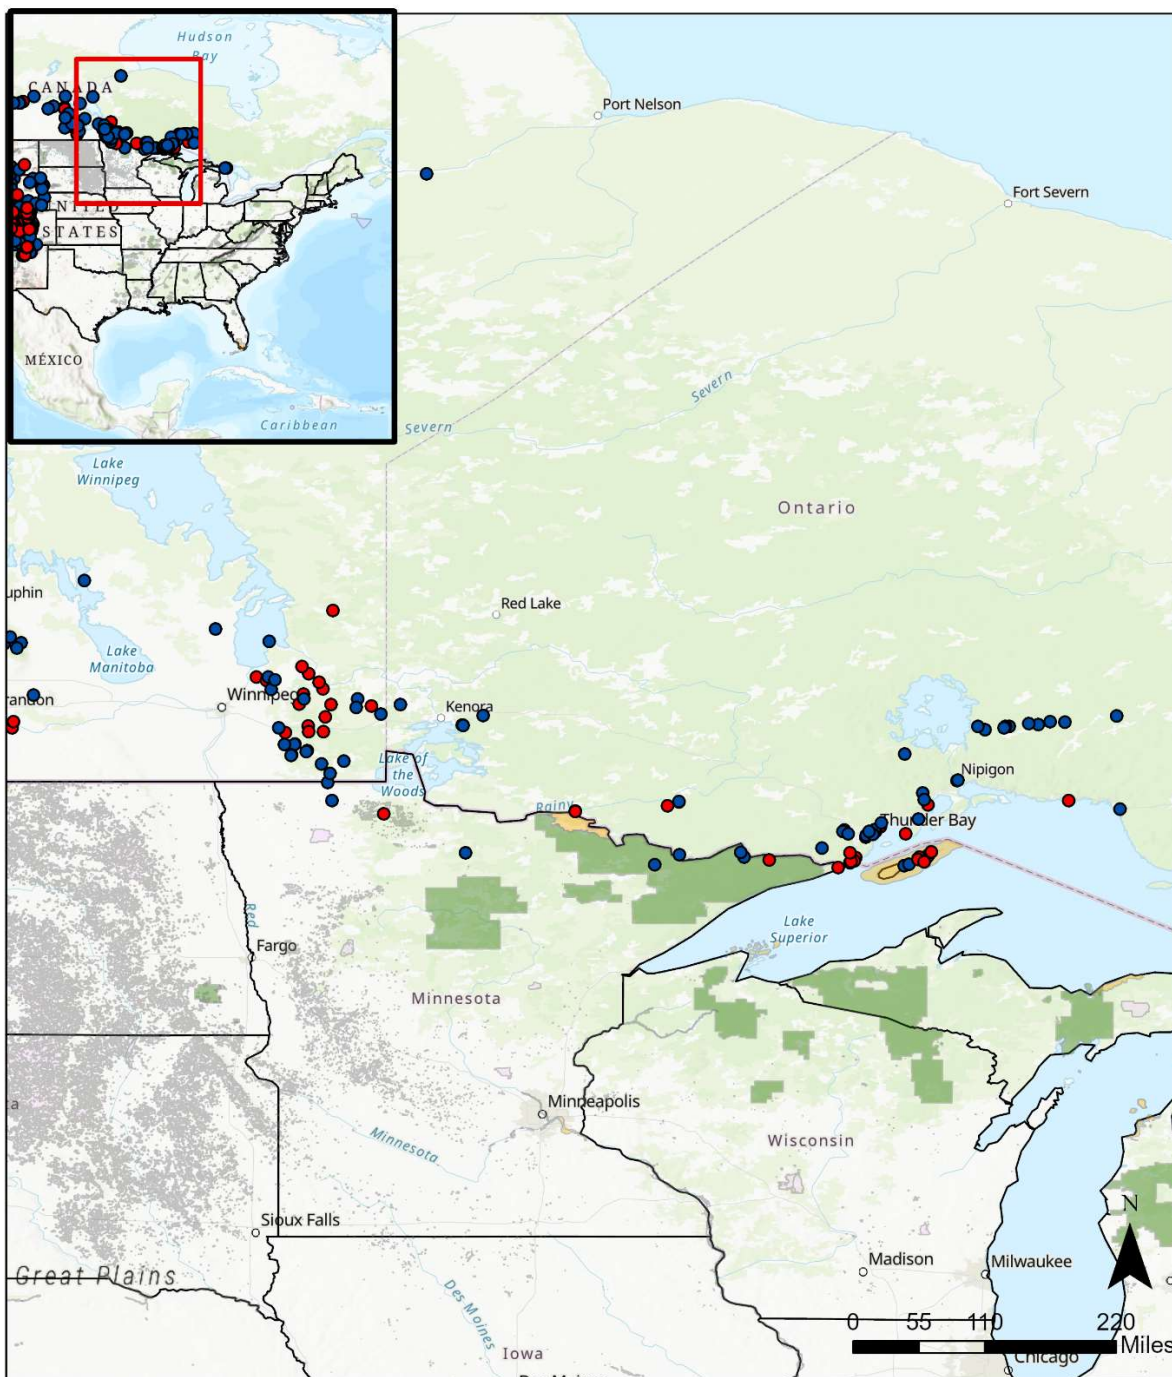 Hudson
Bay
CANADA
UNITED
STATES
MÉXICO
Caribbean
Port Nelson
Fort Severn
Severn
Severn
Lake
Winnipeg
Ontario
uphin
Red Lake
Lake
Manitoba
randon
Winnipeg
Kenora
Lake of
the
Woods
Nipigon
Rainy
Thunder Bay
Red
Fargo
Lake
Superior
Minnesota
ta
Minneapolis
Minnesota
Wisconsin
Sioux Falls
N
Great Plains
Madison
Milwaukee
Des Moines
0 55 110 220
Miles
Iowa
Chicago